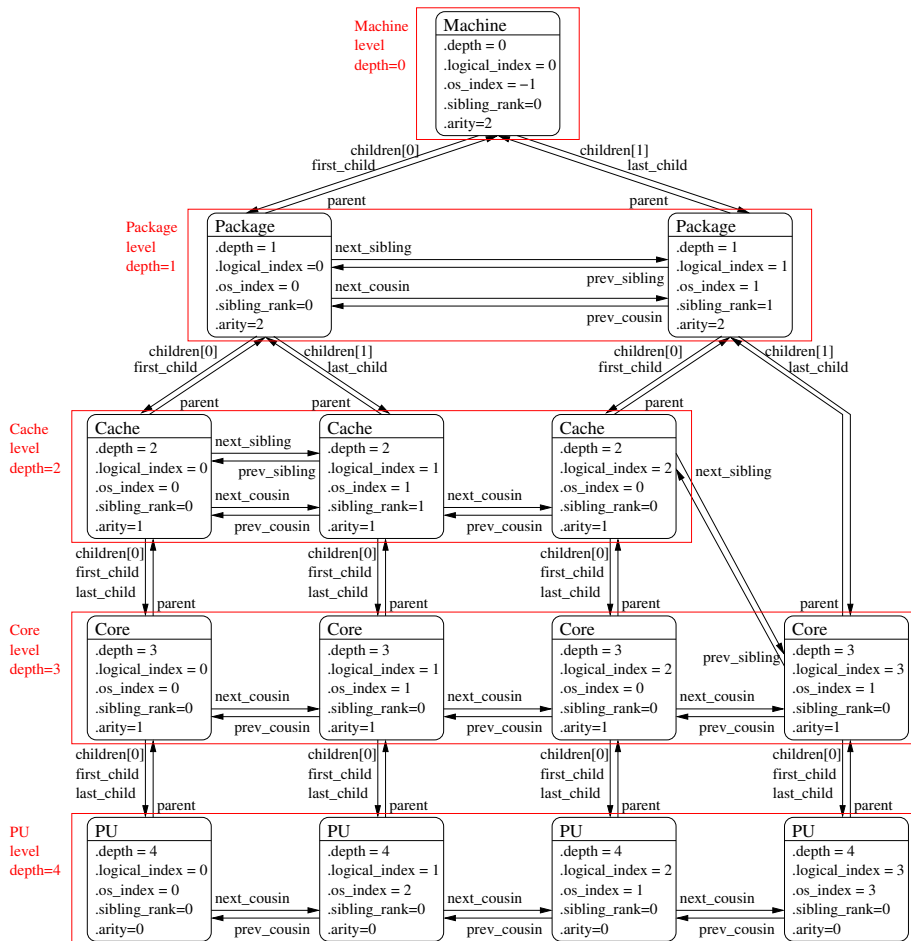 Machine
level
depth=0
Machine
.depth = 0
.logical_index = 0
.os_index = −1
.sibling_rank=0
.arity=2
children[0]
first_child
parent
children[1]
last_child
parent
Package
level
depth=1
Package
.depth = 1
.logical_index =0
.os_index = 0
.sibling_rank=0
.arity=2
next_sibling
prev_sibling
next_cousin
prev_cousin
Package
.depth = 1
.logical_index = 1
.os_index = 1
.sibling_rank=1
.arity=2
children[0]
first_child
parent
children[1]
last_child
parent
children[0]
first_child
parent
children[1]
last_child
Cache
level
depth=2
Cache
.depth = 2
.logical_index = 0
.os_index = 0
.sibling_rank=0
.arity=1
next_sibling
prev_sibling
next_cousin
prev_cousin
Cache
.depth = 2
.logical_index = 1
.os_index = 1
.sibling_rank=1
.arity=1
next_cousin
prev_cousin
Cache
.depth = 2
.logical_index = 2
.os_index = 0
.sibling_rank=0
.arity=1
next_sibling
prev_sibling
children[0]
first_child
last_child
parent
children[0]
first_child
last_child
parent
children[0]
first_child
last_child
parent
parent
Core
level
depth=3
Core
.depth = 3
.logical_index = 0
.os_index = 0
.sibling_rank=0
.arity=1
next_cousin
prev_cousin
Core
.depth = 3
.logical_index = 1
.os_index = 1
.sibling_rank=0
.arity=1
next_cousin
prev_cousin
Core
.depth = 3
.logical_index = 2
.os_index = 0
.sibling_rank=0
.arity=1
next_cousin
prev_cousin
Core
.depth = 3
.logical_index = 3
.os_index = 1
.sibling_rank=0
.arity=1
children[0]
first_child
last_child
parent
children[0]
first_child
last_child
parent
children[0]
first_child
last_child
parent
children[0]
first_child
last_child
parent
PU
level
depth=4
PU
.depth = 4
.logical_index = 0
.os_index = 0
.sibling_rank=0
.arity=0
next_cousin
prev_cousin
PU
.depth = 4
.logical_index = 1
.os_index = 2
.sibling_rank=0
.arity=0
next_cousin
prev_cousin
PU
.depth = 4
.logical_index = 2
.os_index = 1
.sibling_rank=0
.arity=0
next_cousin
prev_cousin
PU
.depth = 4
.logical_index = 3
.os_index = 3
.sibling_rank=0
.arity=0